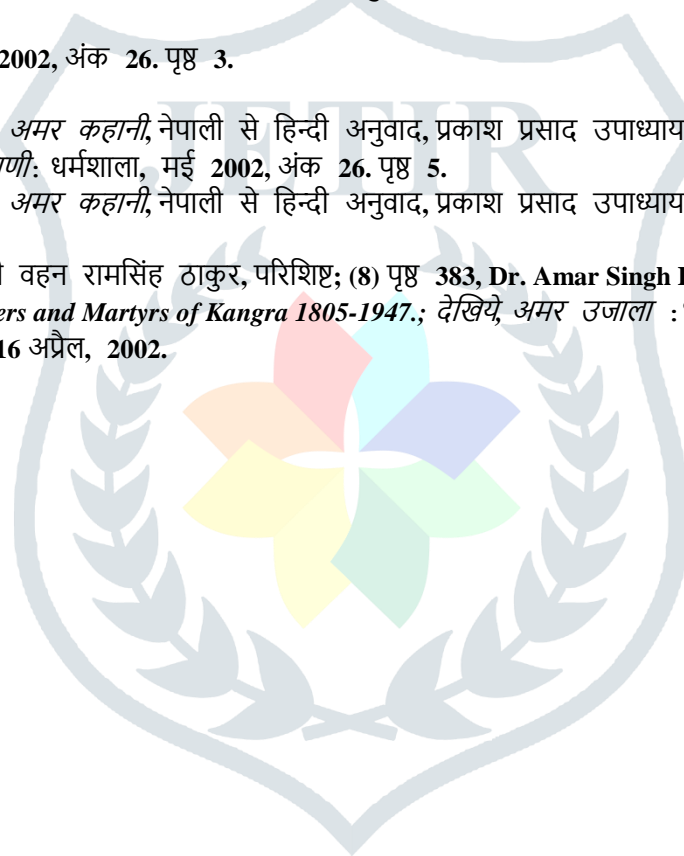 2002, अंक 26. पृष्ठ 3.
अमर कहानी, नेपाली से हिन्दी अनुवाद, प्रकाश प्रसाद उपाध्याय
णी: धर्मशाला, मई 2002, अंक 26. पृष्ठ 5.
अमर कहानी, नेपाली से हिन्दी अनुवाद, प्रकाश प्रसाद उपाध्याय
वहन रामसिंह ठाकुर, परिशिष्ट; (8) पृष्ठ 383, Dr. Amar Singh
ers and Martyrs of Kangra 1805-1947.; देखिये, अमर उजाला :
16 अप्रैल, 2002.
JETIR